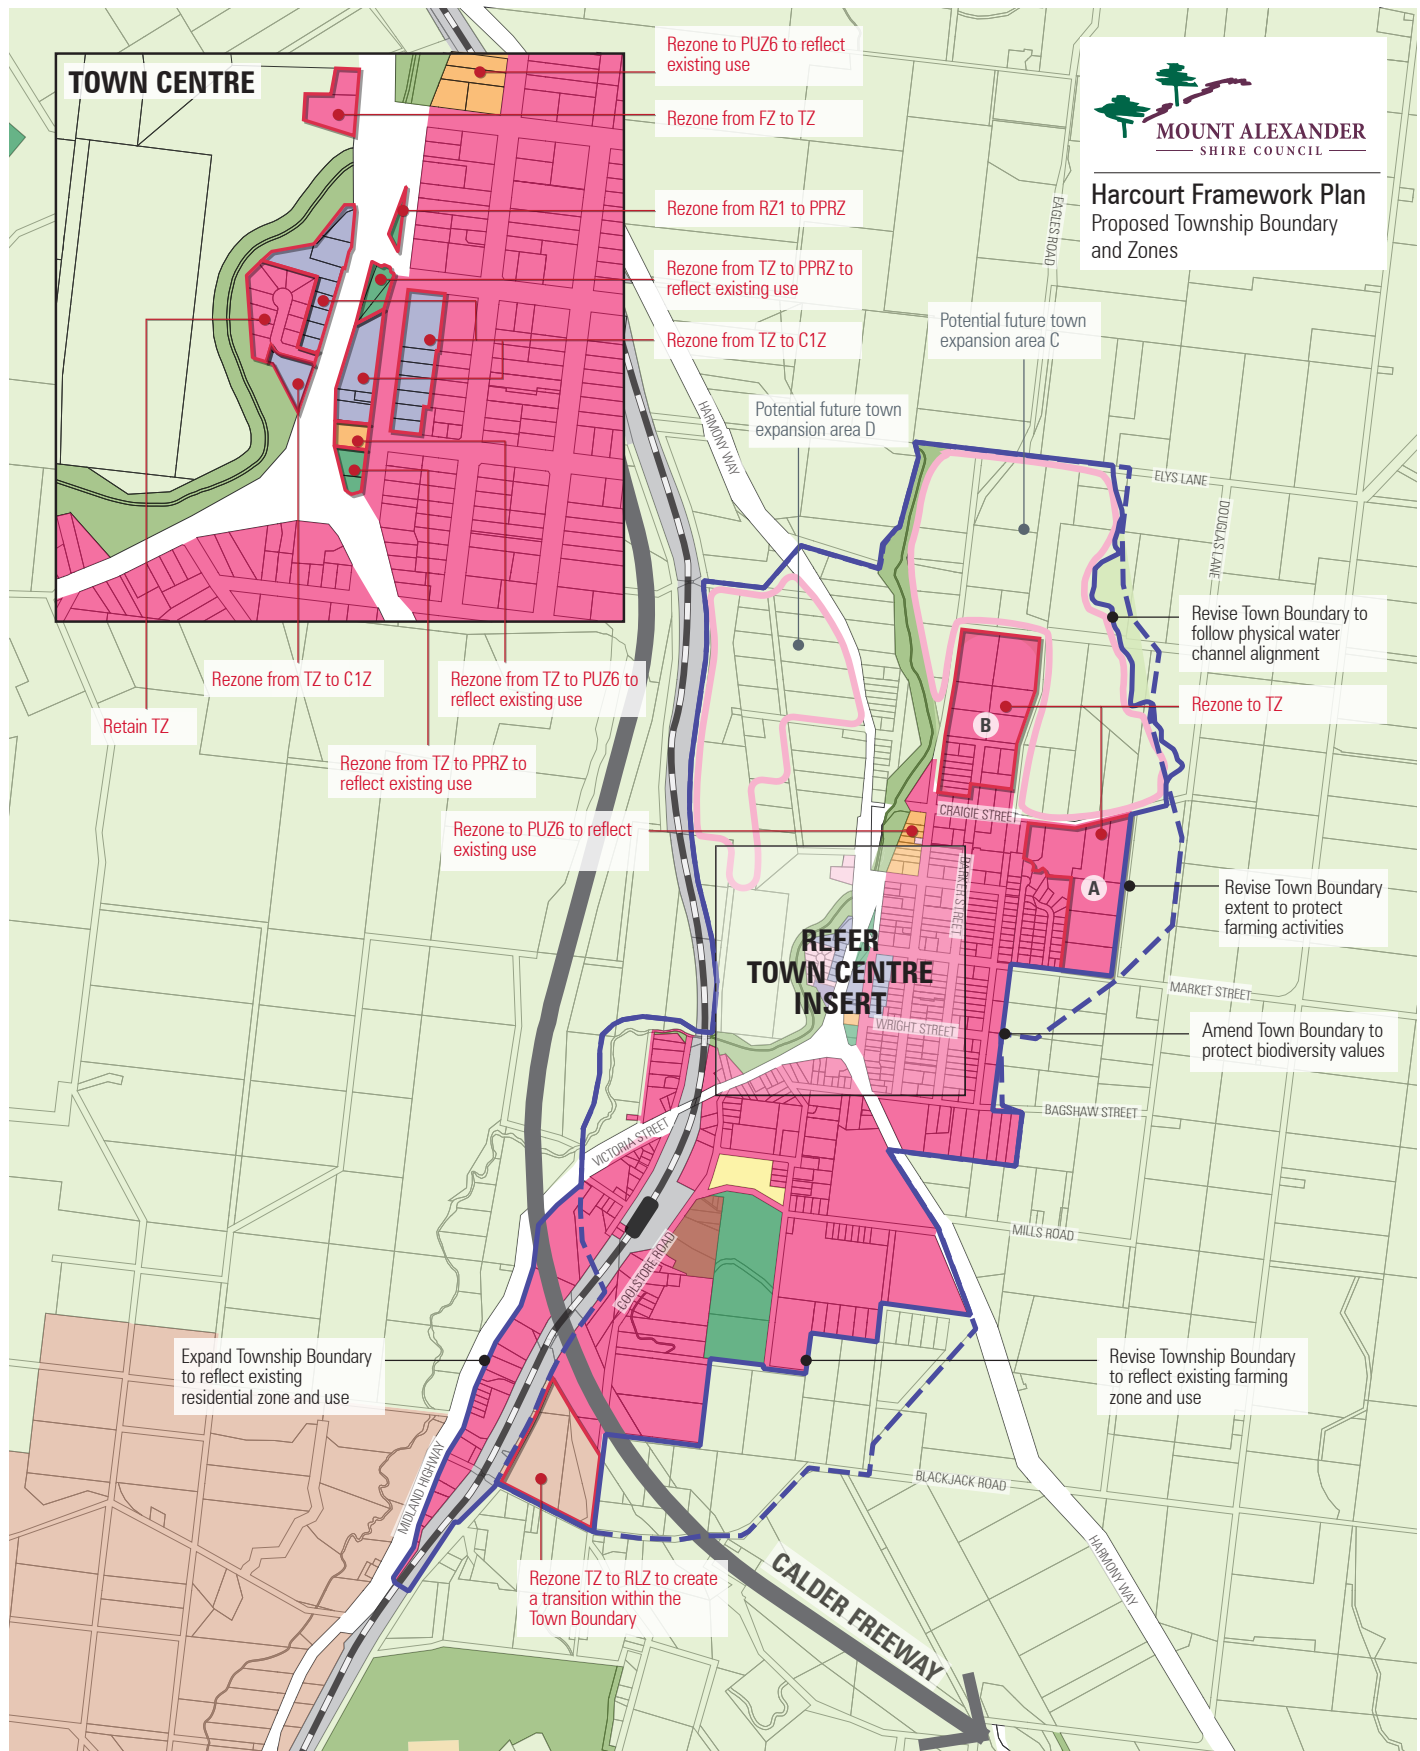 TOWN CENTRE
Rezone to PUZ6 to reflect
existing use
Rezone from FZ to TZ
Rezone from RZ1 to PPRZ
Rezone from TZ to PPRZ to
reflect existing use
Rezone from TZ to C1Z
MOUNT ALEXANDER
SHIRE COUNCIL
Harcourt Framework Plan
Proposed Township Boundary
and Zones
EAGLES ROAD
Potential future town
expansion area C
Potential future town
expansion area D
HARMONY WAY
ELYS LANE
DOUGLAS LANE
Revise Town Boundary to
follow physical water
channel alignment
Rezone to TZ
Rezone from TZ to C1Z
Rezone from TZ to PUZ6 to
reflect existing use
Retain TZ
Rezone from TZ to PPRZ to
reflect existing use
Rezone to PUZ6 to reflect
existing use
B
CRAIGIE STREET
BARKER STREET
A
Revise Town Boundary
extent to protect
farming activities
REFER
TOWN CENTRE
INSERT
WRIGHT STREET
MARKET STREET
Amend Town Boundary to
protect biodiversity values
BAGSHAW STREET
VICTORIA STREET
MILLS ROAD
COOLSTORE ROAD
Expand Township Boundary
to reflect existing
residential zone and use
Revise Township Boundary
to reflect existing farming
zone and use
MIDLAND HIGHWAY
BLACKJACK ROAD
HARMONY WAY
Rezone TZ to RLZ to create
a transition within the
Town Boundary
CALDER FREEWAY